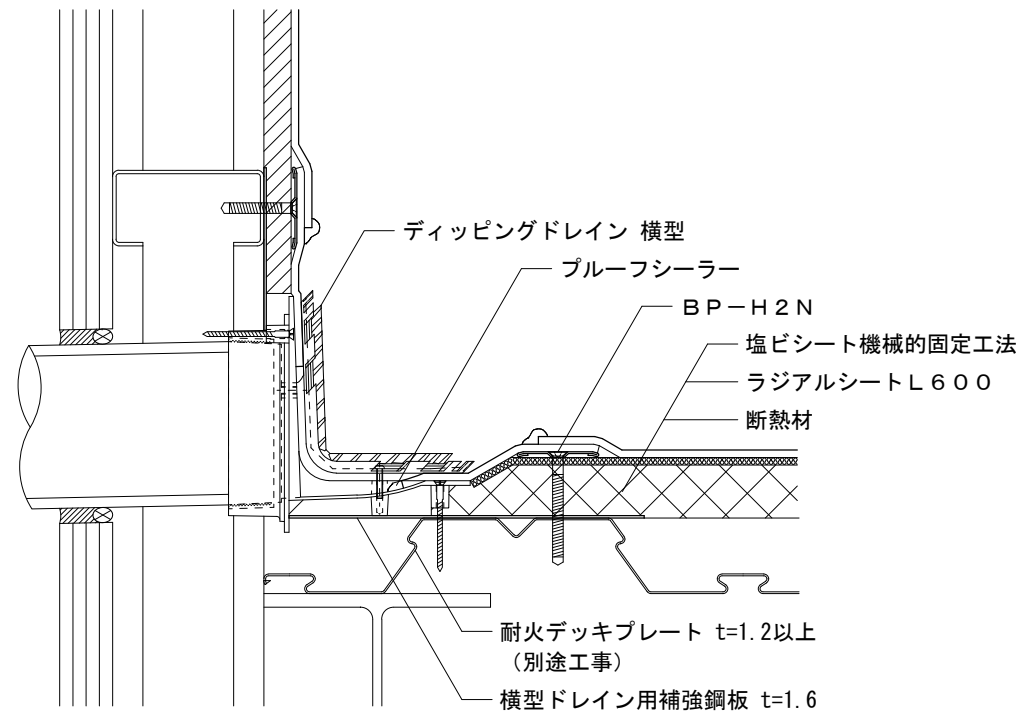 ディッピングドレイン 横型
プルーフシーラー
ＢＰ－Ｈ２Ｎ
塩ビシート機械的固定工法
ラジアルシートＬ６００
断熱材
耐火デッキプレート t=1.2以上
（別途工事）
横型ドレイン用補強鋼板 t=1.6